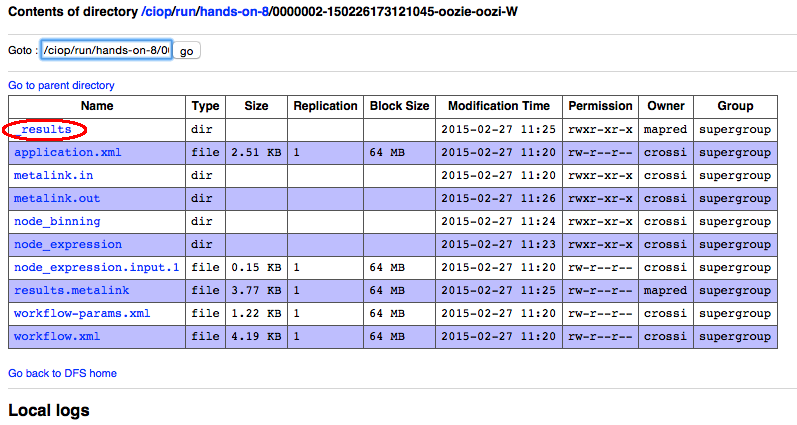 Contents of directory /ciop/run/hands-on-8/0000002-150226173121045-oozie-oozi-W
Goto : /ciop/run/hands-on-8/0( go
Go to parent directory
Name Type Size Replication Block Size Modification Time Permission Owner Group
_results dir 2015-02-27 11:25 rwxr-xr-x mapred supergroup
application.xml file 2.51 KB 1 64 MB 2015-02-27 11:20 rw-r--r-- crossi supergroup
metalink.in dir 2015-02-27 11:20 rwxr-xr-x crossi supergroup
metalink.out dir 2015-02-27 11:26 rwxr-xr-x crossi supergroup
node_binning dir 2015-02-27 11:24 rwxr-xr-x crossi supergroup
node_expression dir 2015-02-27 11:23 rwxr-xr-x crossi supergroup
node_expression.input.1 file 0.15 KB 1 64 MB 2015-02-27 11:20 rw-r--r-- crossi supergroup
results.metalink file 3.77 KB 1 64 MB 2015-02-27 11:25 rw-r--r-- mapred supergroup
workflow-params.xml file 1.22 KB 1 64 MB 2015-02-27 11:20 rw-r--r-- crossi supergroup
workflow.xml file 4.19 KB 1 64 MB 2015-02-27 11:20 rw-r--r-- crossi supergroup
Go back to DFS home
Local logs